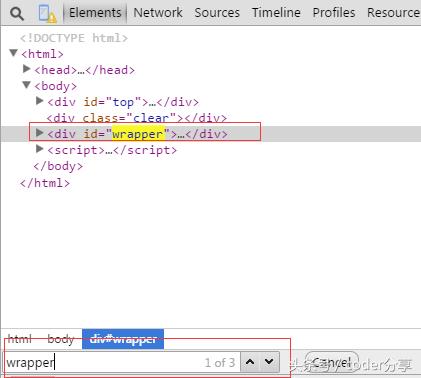 Elements Network Sources Timeline Profiles Resource
<!DOCTYPE html>
<html>
<head>…</head>
<body>
<div id="top">…</div>
<div class="clear"></div>
<div id="wrapper">…</div>
<script>…</script>
</body>
</html>
html body div#wrapper
wrapper 1 of 3 Cancel
头条号/coder分享